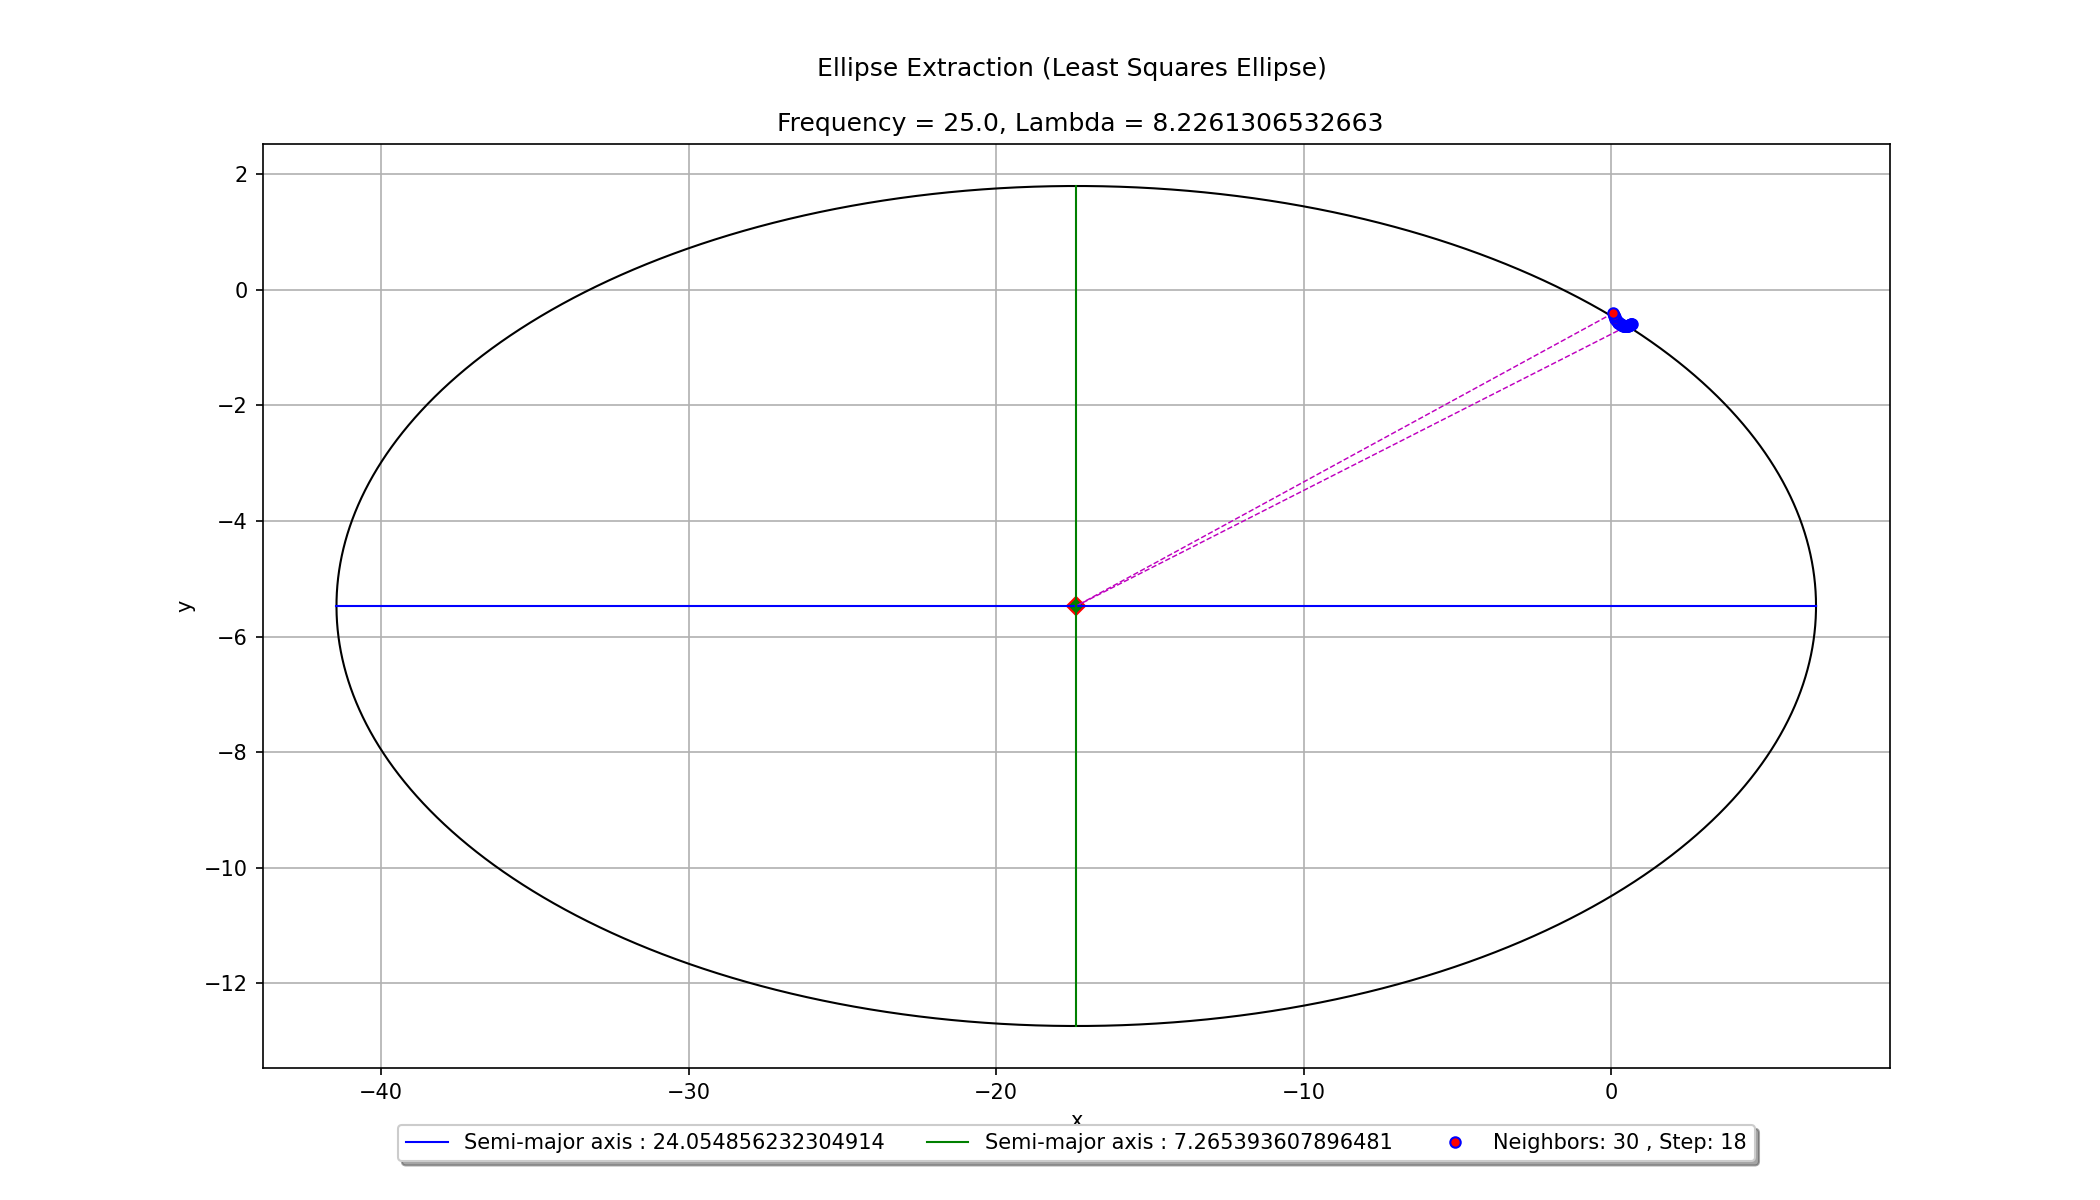 Ellipse Extraction (Least Squares Ellipse)
Frequency = 25.0, Lambda = 8.2261306532663
2
0
−2
−4
y
−6
−8
−10
−12
−40 −30 −20 −10 0
x
Semi-major axis : 24.054856232304914 Semi-major axis : 7.265393607896481 Neighbors: 30 , Step: 18